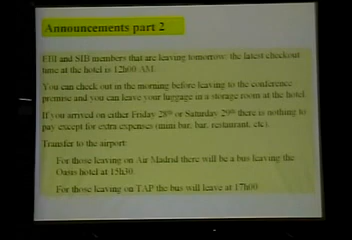 Announcements part 2
EBI and SIB members that are leaving tomorrow: the latest checkout
time at the hotel is 12h00 AM.
You can check out in the morning before leaving to the conference
premise and you can leave your luggage in a storage room at the hotel.
If you arrived on either Friday 28th or Saturday 29th there is nothing to
pay except for extra expenses (mini bar, bar, restaurant, etc).
Transfer to the airport:
For those leaving on Air Madrid there will be a bus leaving the
Oasis hotel at 15h30.
For those leaving on TAP the bus will leave at 17h00